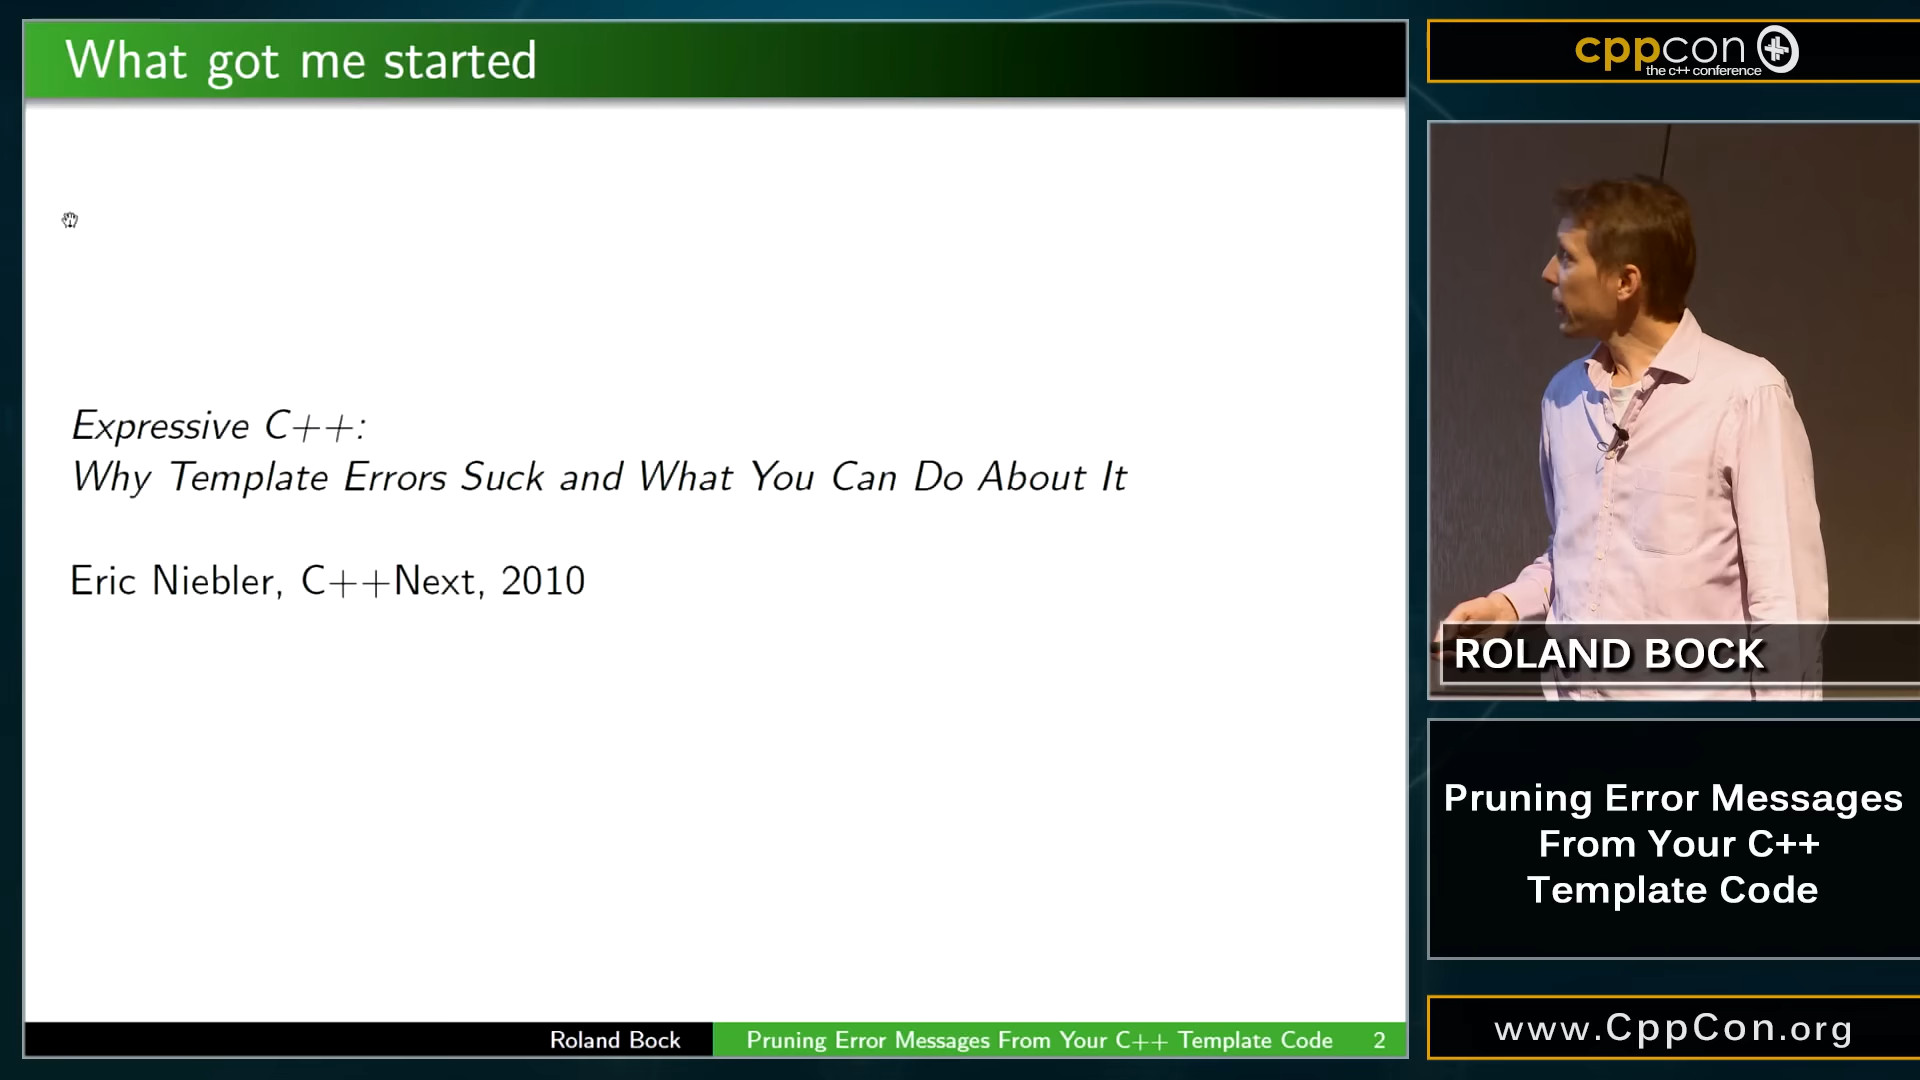 What got me started
Expressive C++:
Why Template Errors Suck and What You Can Do About It
Eric Niebler, C++Next, 2010
Roland Bock
Pruning Error Messages From Your C++ Template Code
2
cppcon
the c++ conference
ROLAND BOCK
Pruning Error Messages
From Your C++
Template Code
www.CppCon.org